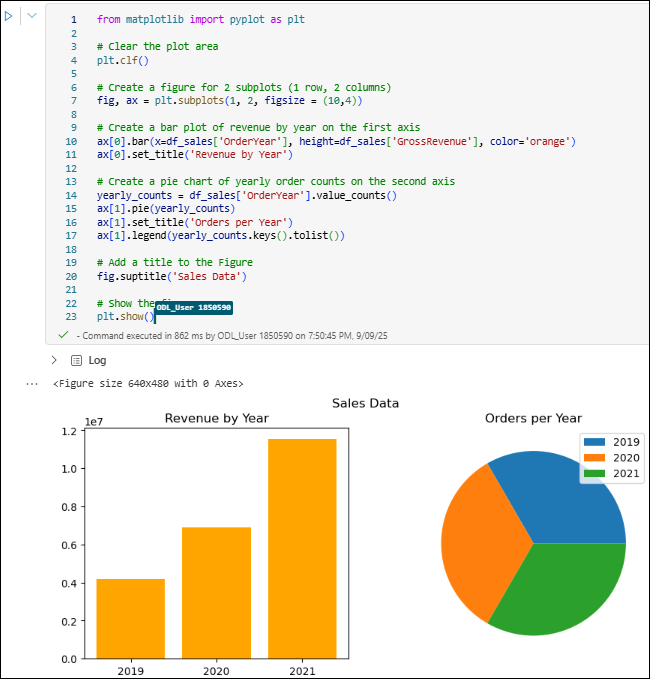 1 from matplotlib import pyplot as plt
2
3 # Clear the plot area
4 plt.clf()
5
6 # Create a figure for 2 subplots (1 row, 2 columns)
7 fig, ax = plt.subplots(1, 2, figsize = (10,4))
8
9 # Create a bar plot of revenue by year on the first axis
10 ax[0].bar(x=df_sales['OrderYear'], height=df_sales['GrossRevenue'], color='orange')
11 ax[0].set_title('Revenue by Year')
12
13 # Create a pie chart of yearly order counts on the second axis
14 yearly_counts = df_sales['OrderYear'].value_counts()
15 ax[1].pie(yearly_counts)
16 ax[1].set_title('Orders per Year')
17 ax[1].legend(yearly_counts.keys().tolist())
18
19 # Add a title to the Figure
20 fig.suptitle('Sales Data')
21
22 # Show the
ODL_User 1850590
23 plt.show()
- Command executed in 862 ms by ODL_User 1850590 on 7:50:45 PM, 9/09/25
Log
... <Figure size 640x480 with 0 Axes>
Sales Data
Revenue by Year
1e7
1.2
1.0
0.8
0.6
0.4
0.2
0.0
2019 2020 2021
Orders per Year
2019
2020
2021